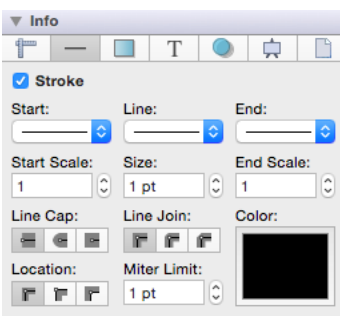 Info
T
Stroke
Start: Line: End:
Start Scale: Size: End Scale:
1 1 pt 1
Line Cap: Line Join: Color:
Location: Miter Limit:
1 pt